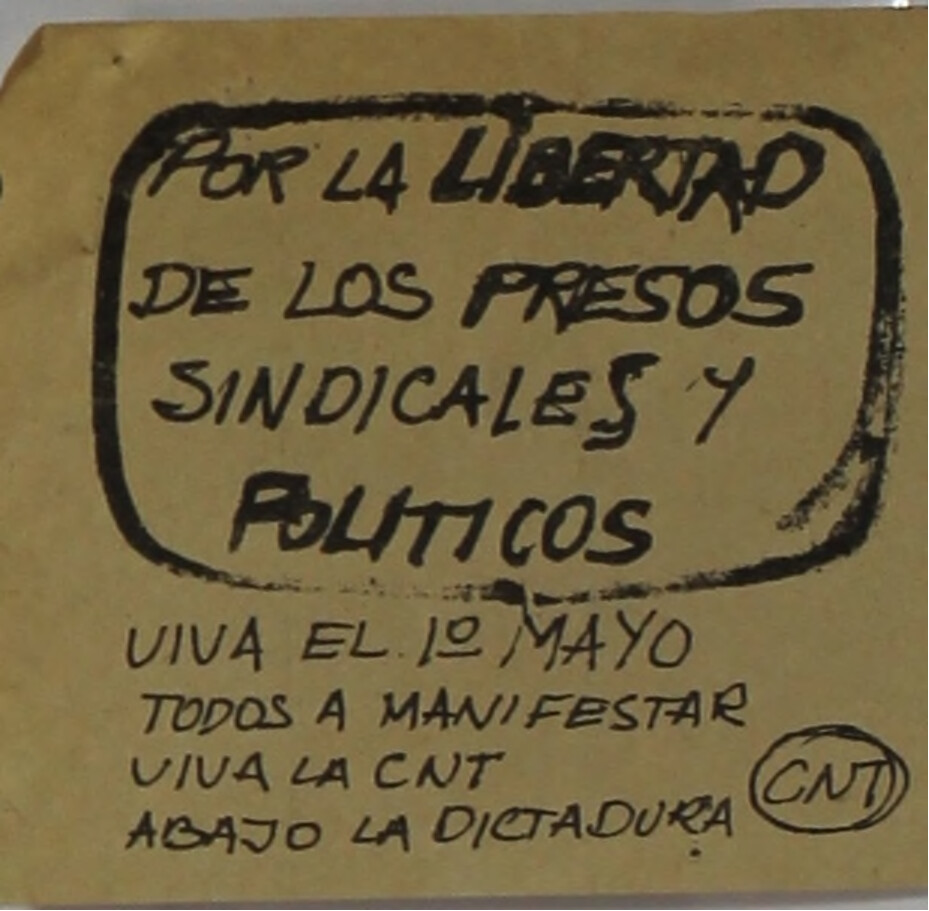 POR LA LIBERTAD
DE LOS PRESOS
SINDICALES Y
POLITICOS
VIVA EL 1º MAYO
TODOS A MANIFESTAR
VIVA LA CNT
ABAJO LA DICTADURA
CNT